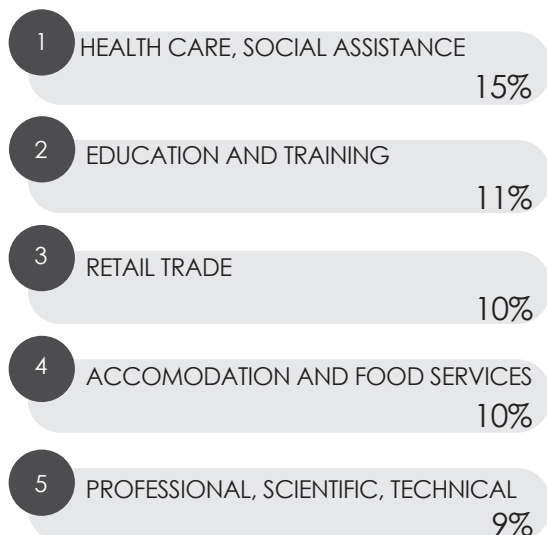 1
HEALTH CARE, SOCIAL ASSISTANCE
15%
2
EDUCATION AND TRAINING
11%
3
RETAIL TRADE
10%
4
ACCOMODATION AND FOOD SERVICES
10%
5
PROFESSIONAL, SCIENTIFIC, TECHNICAL
9%